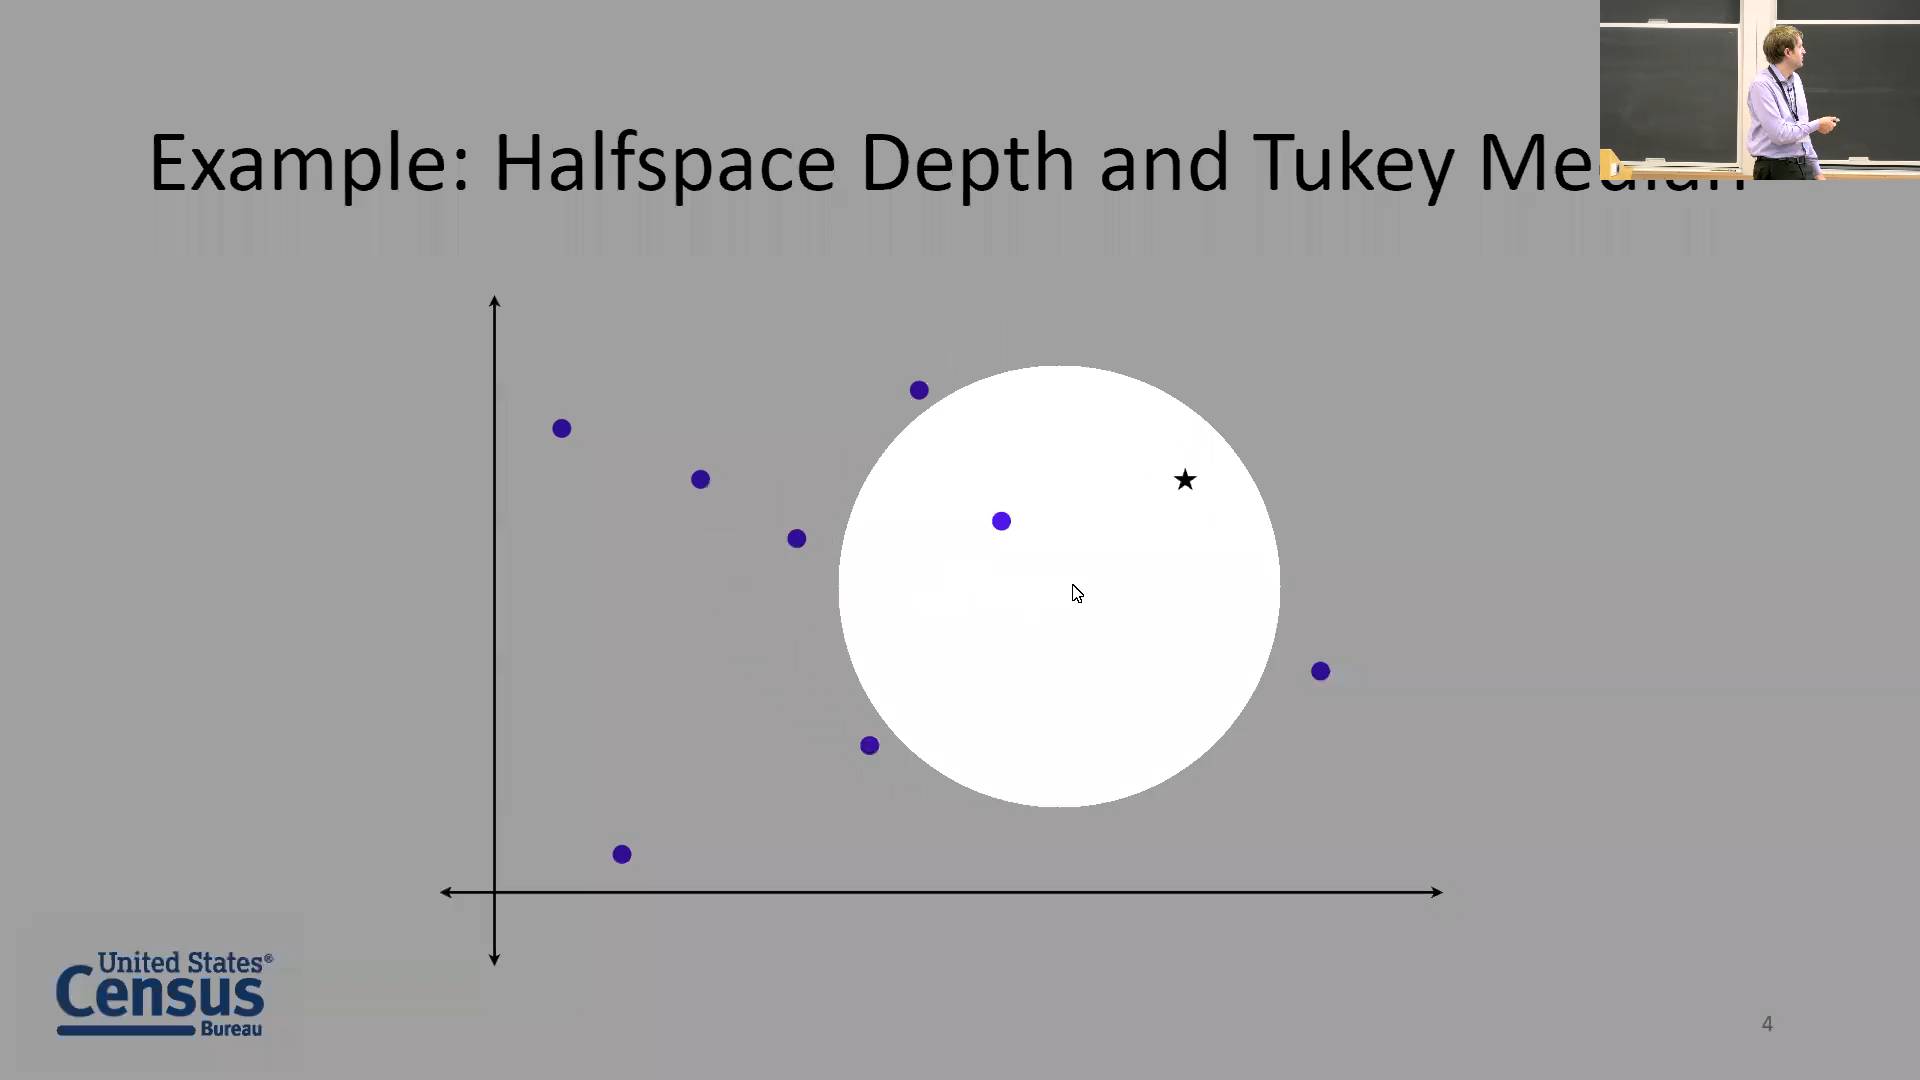 Example: Halfspace Depth and Tukey Median
United States®
Census
Bureau
4